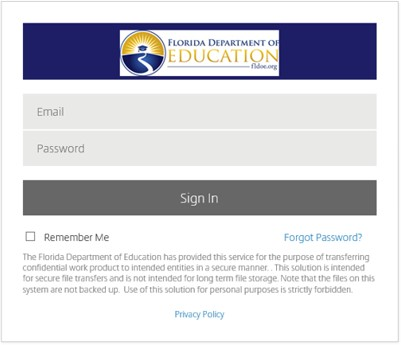 FLORIDA DEPARTMENT OF
EDUCATION
fldoe.org
Email
Password
Sign In
Remember Me
Forgot Password?
The Florida Department of Education has provided this service for the purpose of transferring
confidential work product to intended entities in a secure manner. . This solution is intended
for secure file transfers and is not intended for long term file storage. Note that the files on this
system are not backed up.  Use of this solution for personal purposes is strictly forbidden.
Privacy Policy